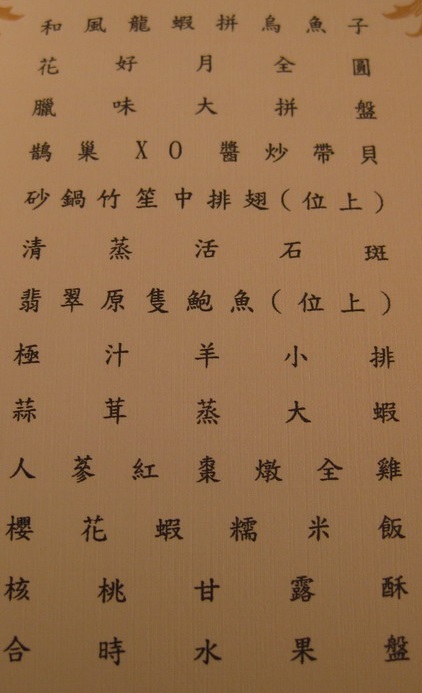 和風龍蝦拼烏魚子
花好月全圓
臘味大拼盤
鵲巢XO醬炒帶貝
砂鍋竹笙中排翅(位上)
清蒸活石斑
翡翠原隻鮑魚(位上)
極汁羊小排
蒜茸蒸大蝦
人蔘紅棗燉全雞
櫻花蝦糯米飯
核桃甘露酥
合時水果盤